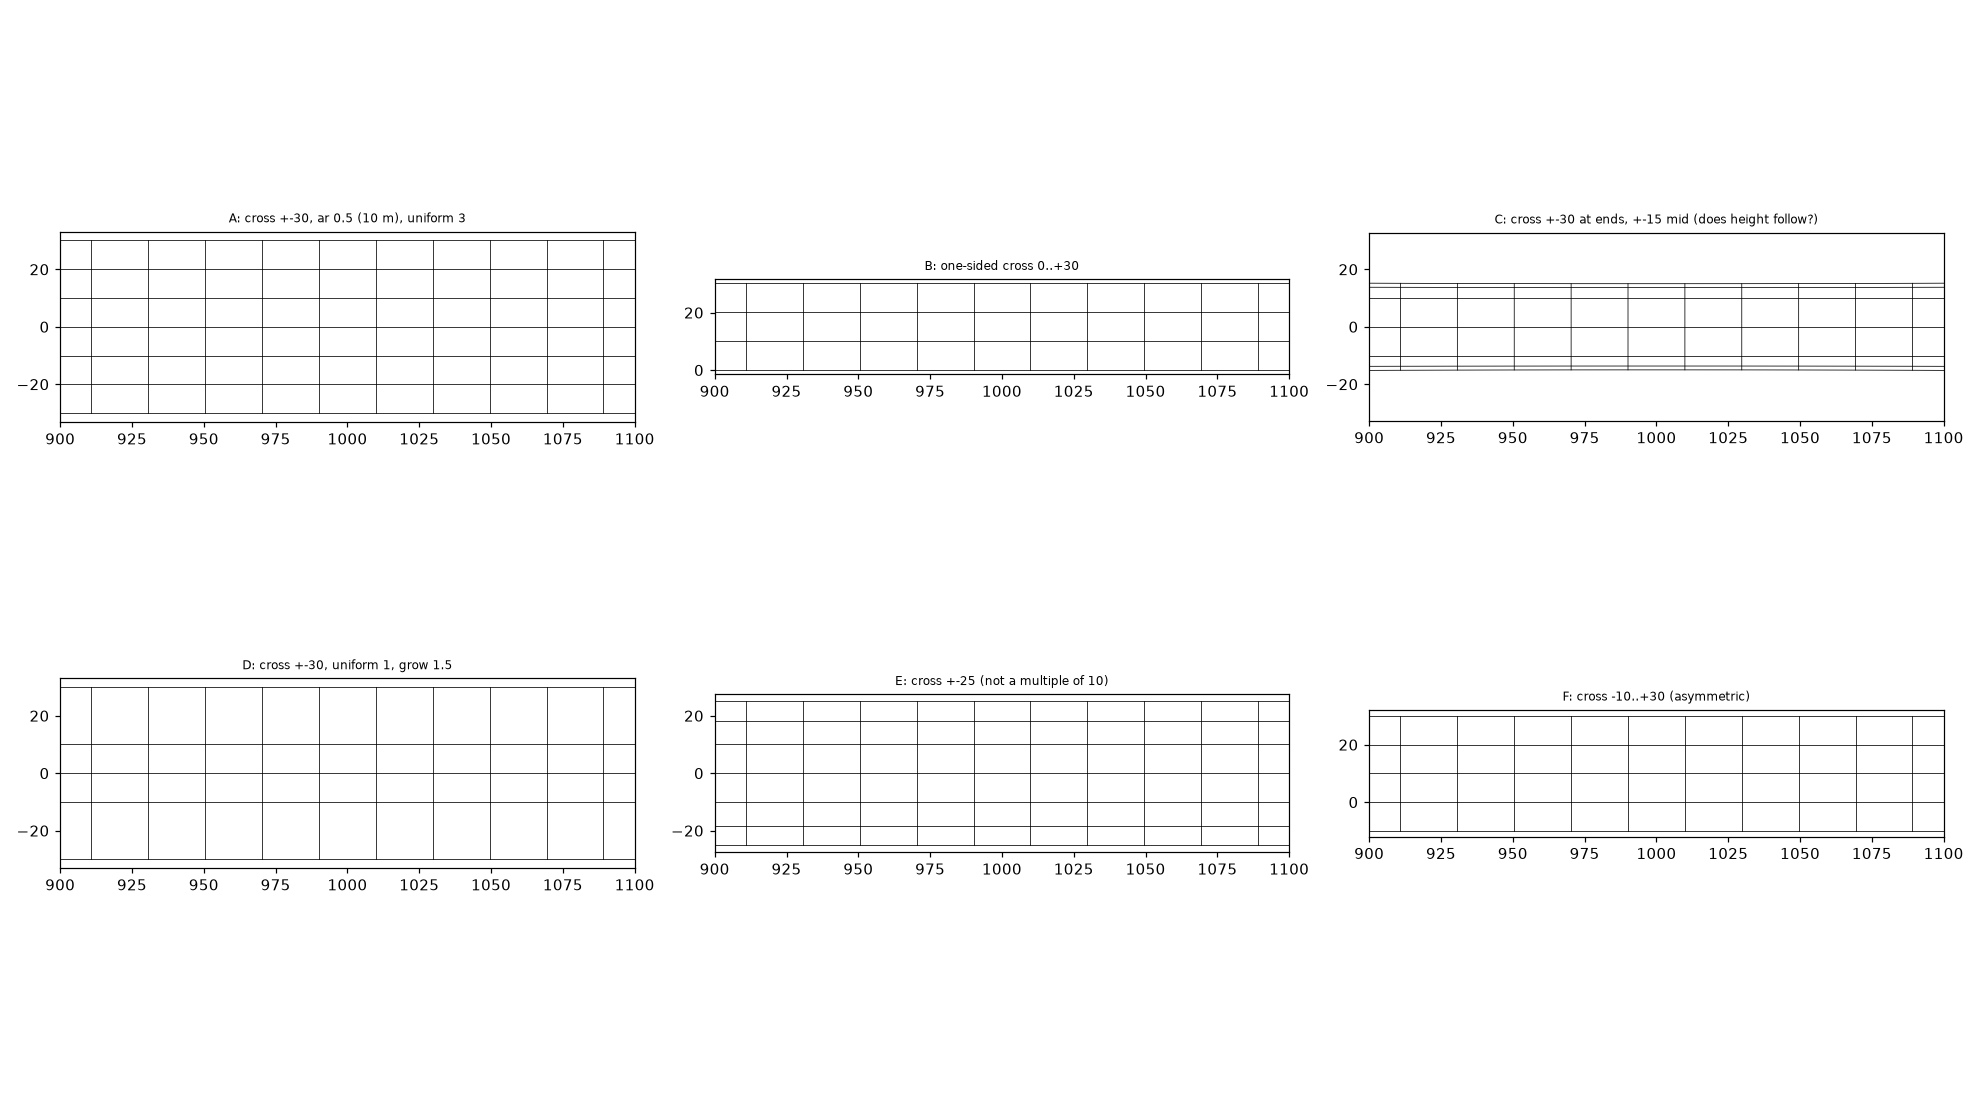 A: cross +-30, ar 0.5 (10 m), uniform 3
20
0
−20
900 925 950 975 1000 1025 1050 1075 1100
B: one-sided cross 0..+30
20
0
900 925 950 975 1000 1025 1050 1075 1100
C: cross +-30 at ends, +-15 mid (does height follow?)
20
0
−20
900 925 950 975 1000 1025 1050 1075 1100
D: cross +-30, uniform 1, grow 1.5
20
0
−20
900 925 950 975 1000 1025 1050 1075 1100
E: cross +-25 (not a multiple of 10)
20
0
−20
900 925 950 975 1000 1025 1050 1075 1100
F: cross -10..+30 (asymmetric)
20
0
900 925 950 975 1000 1025 1050 1075 1100